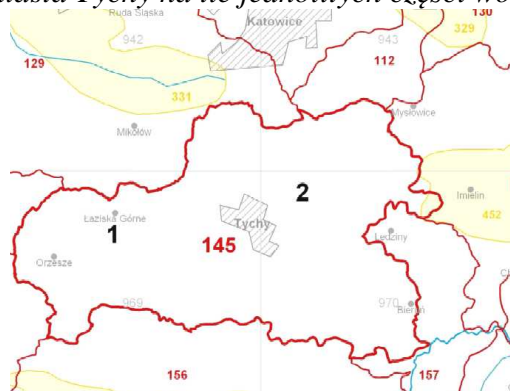 miasta Tychy na tle jednolitych części wo
Ruda Śląska
Katowice
130
942
943
329
129
112
331
Mysłowice
Mikołów
2
Imielin
Łaziska Górne
Tychy
452
1
145
Lędziny
Orzesze
969
970
Bieruń
156
157